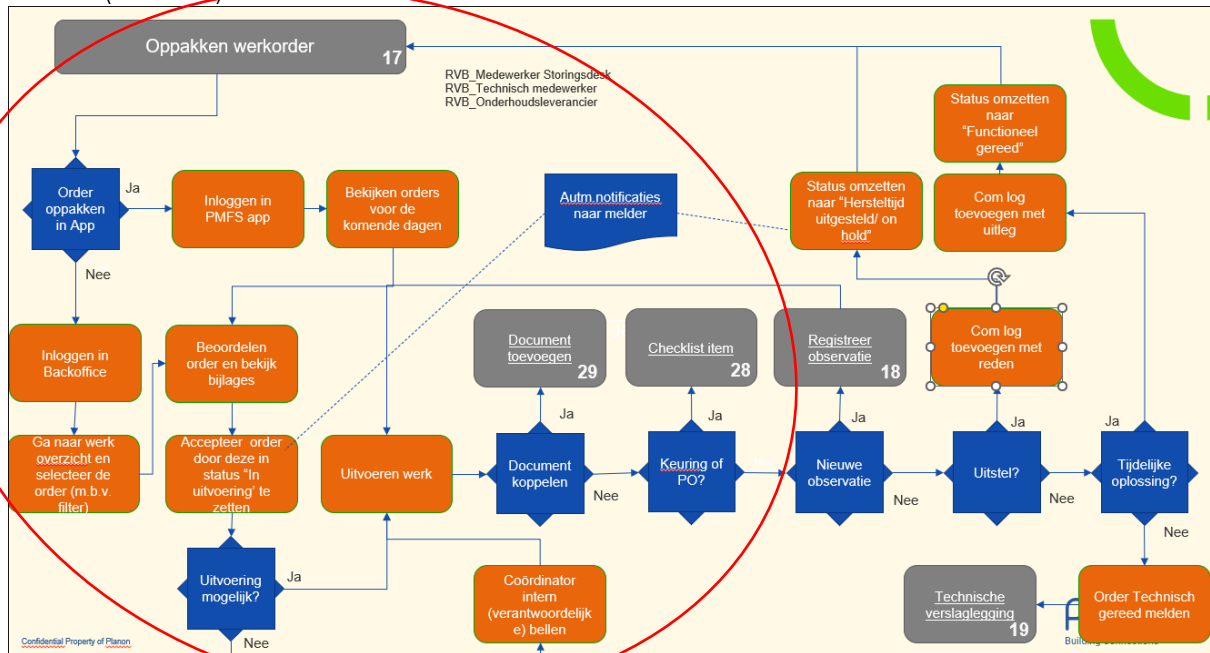 Oppakken werkorder
17
RVB_Medewerker Storingsdesk
RVB_Technisch medewerker
RVB_Onderhoudsleverancier
Status omzetten
naar
“Functioneel
gereed”
Order
oppakken
in App
Ja
Inloggen in
PMFS app
Bekijken orders
voor de
komende dagen
Autm.notificaties
naar melder
Status omzetten
naar “Hersteltijd
uitgesteld/ on
hold”
Com log
toevoegen met
uitleg
Nee
Inloggen in
Backoffice
Beoordelen
order en bekijk
bijlages
Document
toevoegen
29
Checklist item
28
Registreer
observatie
18
Com log
toevoegen met
reden
Ja
Ja
Ja
Ja
Ja
Ga naar werk
overzicht en
selecteer de
order (m.b.v.
filter)
Accepteer order
door deze in
status “In
uitvoering’ te
zetten
Uitvoeren werk
Document
koppelen
Nee
Keuring of
PO?
Nieuwe
observatie
Nee
Uitstel?
Nee
Tijdelijke
oplossing?
Nee
Uitvoering
mogelijk?
Ja
Nee
Coördinator
intern
(verantwoordelijk
e) bellen
Technische
verslaglegging
19
Order Technisch
gereed melden
Confidential Property of Planon